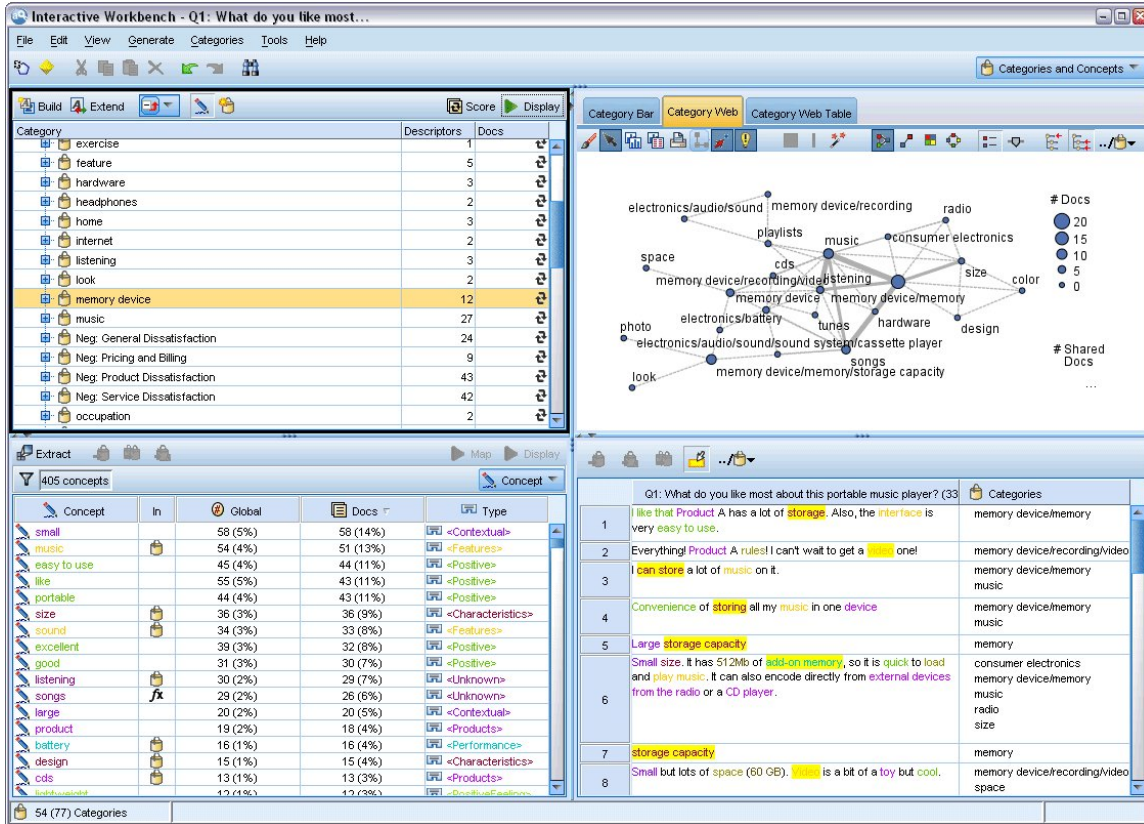 Interactive Workbench - Q1: What do you like most...
File Edit View Generate Categories Tools Help
Categories and Concepts
Build Extend Score Display
Category Descriptors Docs
exercise 1
feature 5
hardware 3
headphones 2
home 3
internet 2
listening 3
look 2
memory device 12
music 27
Neg: General Dissatisfaction 24
Neg: Pricing and Billing 9
Neg: Product Dissatisfaction 43
Neg: Service Dissatisfaction 42
occupation 2
Category Bar Category Web Category Web Table
../
electronics/audio/sound memory device/recording radio
playlists music consumer electronics
space cds size color
memory device/recording/video listening
memory device memory device/memory
electronics/battery tunes hardware design
photo electronics/audio/sound/sound system/cassette player
songs
look memory device/memory/storage capacity
# Docs
20
15
10
5
0
# Shared
Docs
...
Extract Map Display
405 concepts Concept
Concept In Global Docs Type
small 58 (5%) 58 (14%) <Contextual>
music 54 (4%) 51 (13%) <Features>
easy to use 45 (4%) 44 (11%) <Positive>
like 55 (5%) 43 (11%) <Positive>
portable 44 (4%) 43 (11%) <Positive>
size 36 (3%) 36 (9%) <Characteristics>
sound 34 (3%) 33 (8%) <Features>
excellent 39 (3%) 32 (8%) <Positive>
good 31 (3%) 30 (7%) <Positive>
listening 30 (2%) 29 (7%) <Unknown>
songs fx 29 (2%) 26 (6%) <Unknown>
large 20 (2%) 20 (5%) <Contextual>
product 19 (2%) 18 (4%) <Products>
battery 16 (1%) 16 (4%) <Performance>
design 15 (1%) 15 (4%) <Characteristics>
cds 13 (1%) 13 (3%) <Products>
lightweight 12 (1%) 12 (3%) <PositiveFeeling>
../
Q1: What do you like most about this portable music player? (33 Categories
1 I like that Product A has a lot of storage. Also, the interface is memory device/memory
very easy to use.
2 Everything! Product A rules! I can't wait to get a video one! memory device/recording/video
3 I can store a lot of music on it. memory device/memory
music
4 Convenience of storing all my music in one device memory device/memory
music
5 Large storage capacity memory
6 Small size. It has 512Mb of add-on memory, so it is quick to load consumer electronics
and play music. It can also encode directly from external devices memory device/memory
from the radio or a CD player. music
radio
size
7 storage capacity memory
8 Small but lots of space (60 GB). Video is a bit of a toy but cool. memory device/recording/video
space
54 (77) Categories